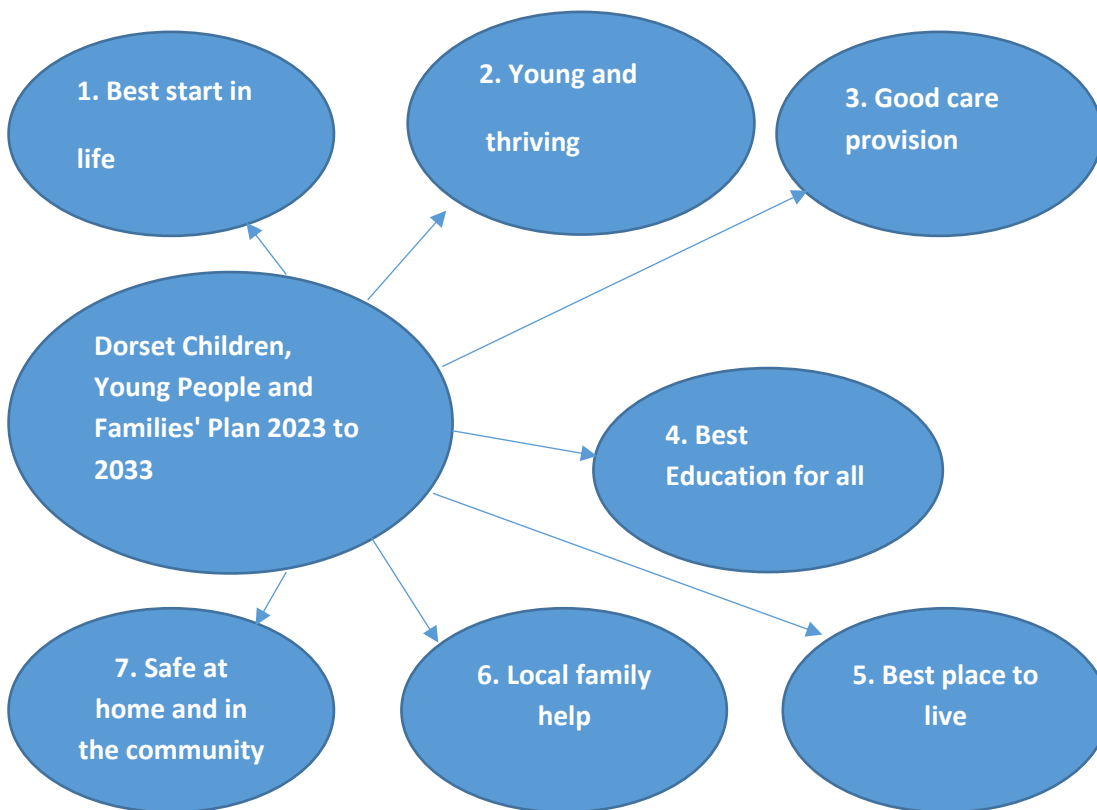 1. Best start in
life
2. Young and
thriving
3. Good care
provision
Dorset Children,
Young People and
Families' Plan 2023 to
2033
4. Best
Education for all
7. Safe at
home and in
the community
6. Local family
help
5. Best place to
live